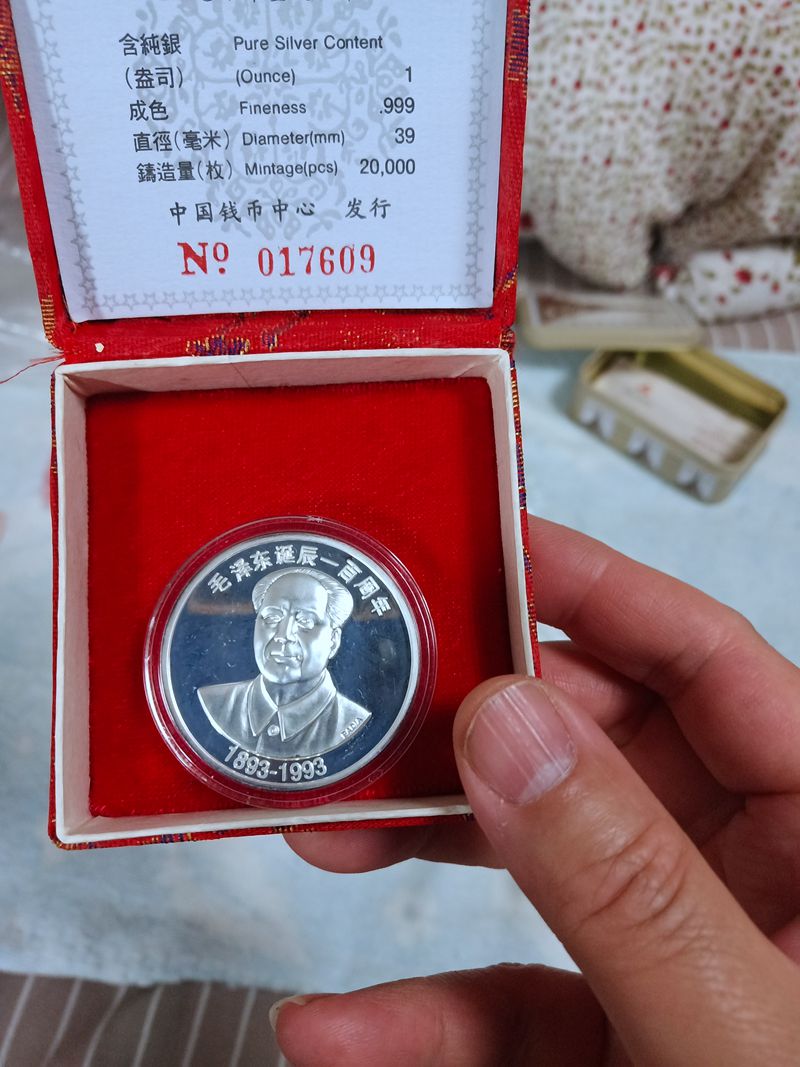 含純銀 Pure Silver Content
(盎司) (Ounce) 1
成色 Fineness .999
直徑(毫米) Diameter(mm) 39
鑄造量(枚) Mintage(pcs) 20,000
中国钱币中心 发行
Nº 017609
毛泽东诞辰一百周年
1893-1993